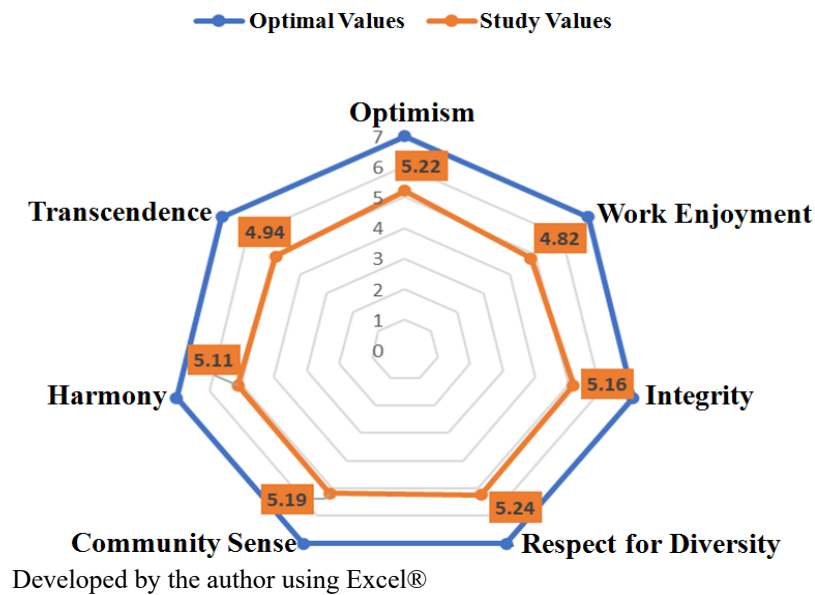 Optimal Values
Study Values
Optimism
7
6
5.22
5
4
3
2
1
0
Transcendence
4.94
4.82
Work Enjoyment
5.11
Harmony
5.16
Integrity
5.19
5.24
Community Sense
Respect for Diversity
Developed by the author using Excel®